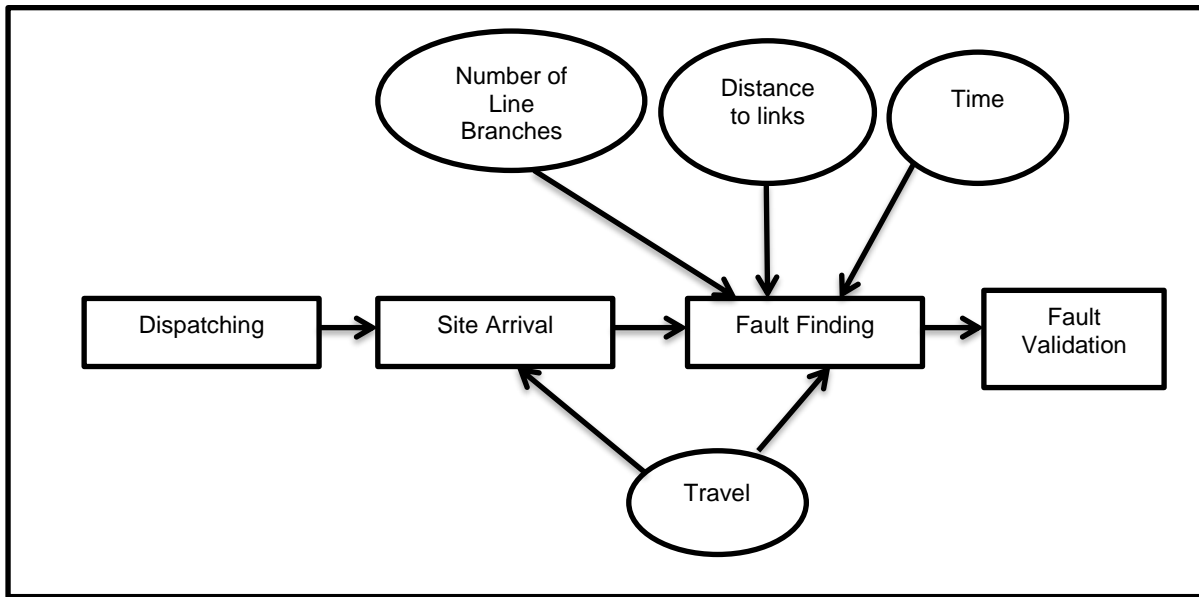 Number of
Line
Branches
Distance
to links
Time
Dispatching
Site Arrival
Fault Finding
Fault
Validation
Travel